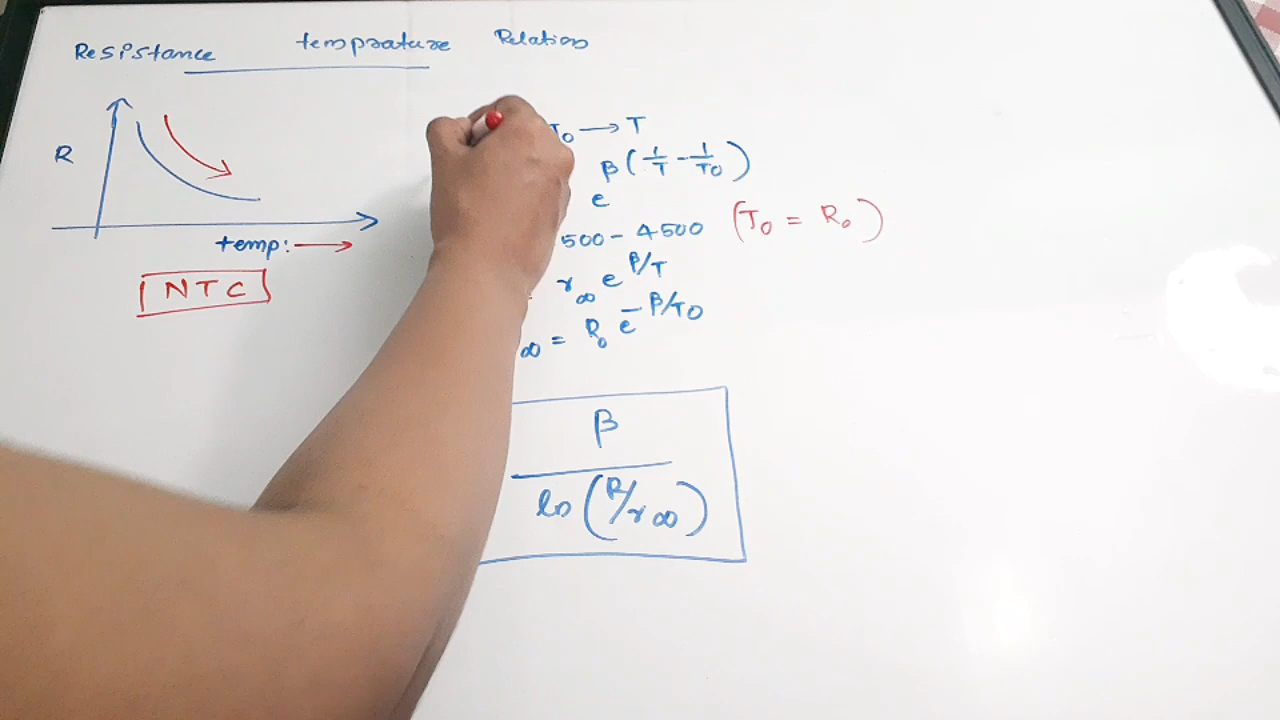 Resistance temprature Relation
R
temp:
NTC
T₀ → T
e^β(1/T - 1/T₀)
500 - 4500 (T₀ = R₀)
r∞ e^β/T
∞ = R₀ e^-β/T₀
β
ln(R/r∞)